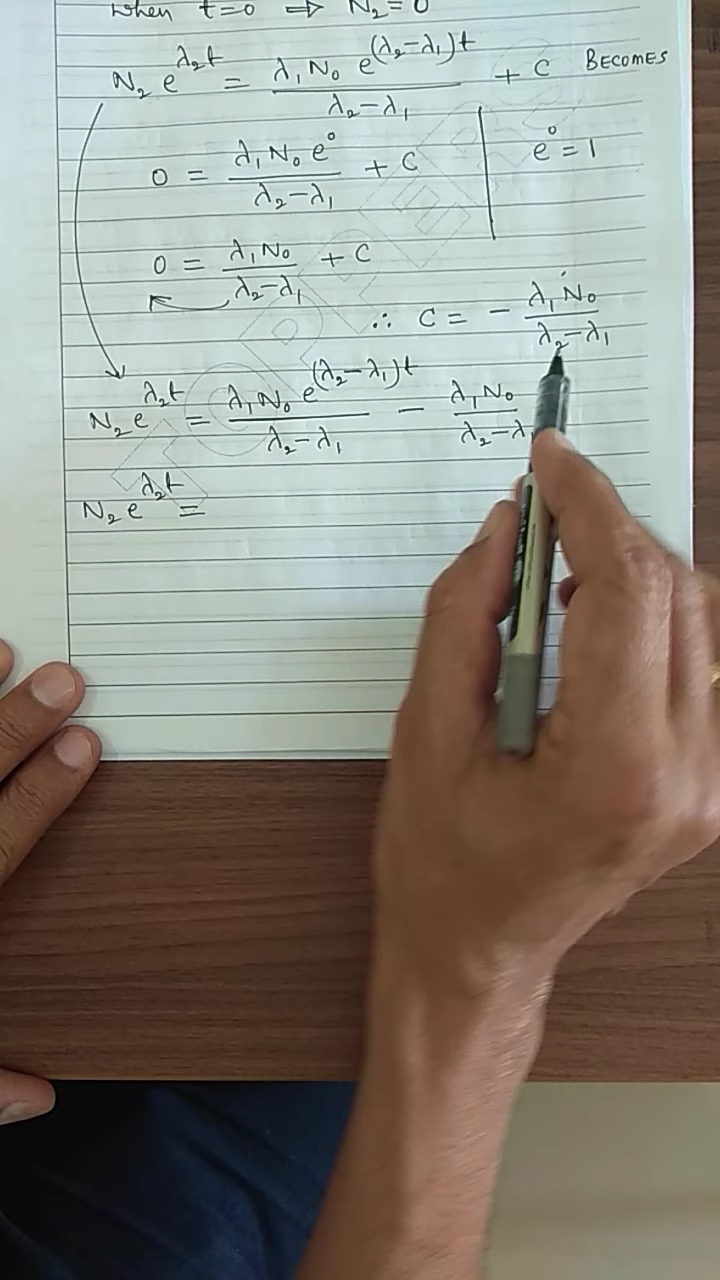 when t=0 ⇒ N₂=0
N₂ e^(λ₂t) = λ₁N₀ e^((λ₂-λ₁)t) / (λ₂-λ₁) + C BECOMES
0 = λ₁N₀ e⁰ / (λ₂-λ₁) + C | e⁰=1
0 = λ₁N₀ / (λ₂-λ₁) + C
∴ C = - λ₁N₀ / (λ₂-λ₁)
N₂ e^(λ₂t) = λ₁N₀ e^((λ₂-λ₁)t) / (λ₂-λ₁) - λ₁N₀ / (λ₂-λ₁)
N₂ e^(λ₂t) =